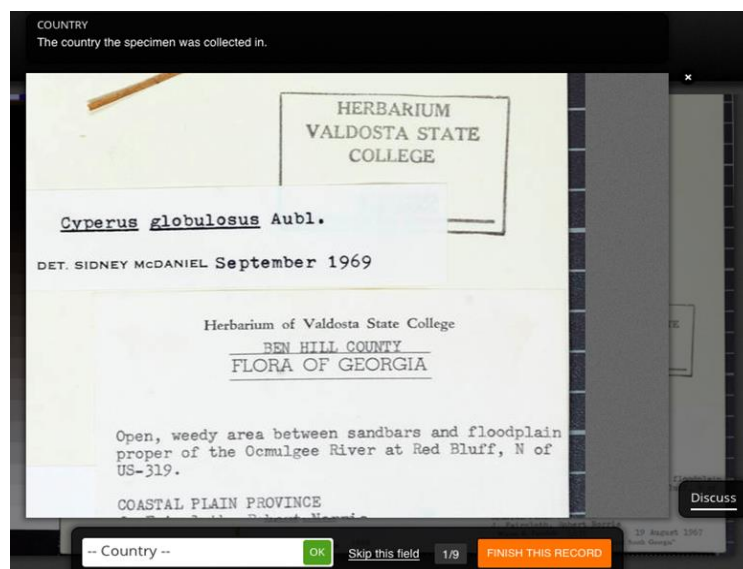 COUNTRY
The country the specimen was collected in.
×
HERBARIUM
VALDOSTA STATE
COLLEGE
Cyperus globulosus Aubl.
DET. SIDNEY McDANIEL September 1969
Herbarium of Valdosta State College
BEN HILL COUNTY
FLORA OF GEORGIA
Open, weedy area between sandbars and floodplain
proper of the Ocmulgee River at Red Bluff, N of
US-319.
COASTAL PLAIN PROVINCE
Discuss
19 August 1967
-- Country --
OK
Skip this field
1/9
FINISH THIS RECORD